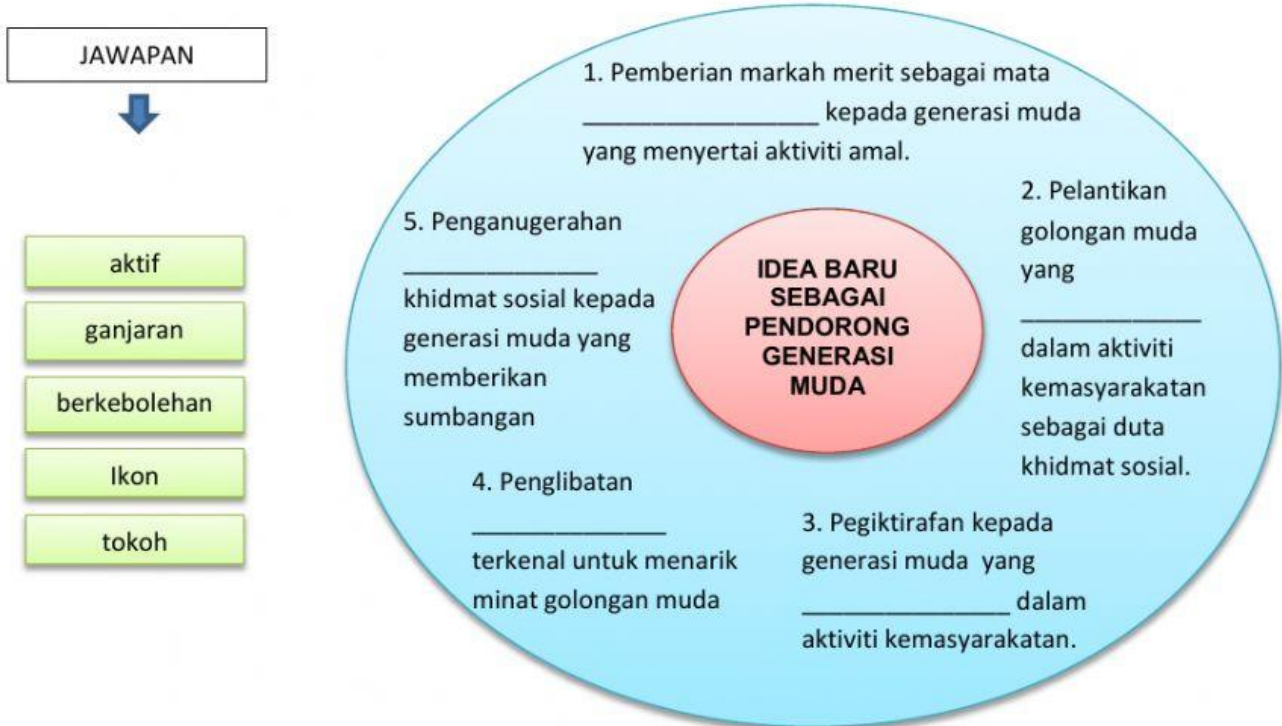 JAWAPAN
aktif
ganjaran
berkebolehan
Ikon
tokoh
IDEA BARU
SEBAGAI
PENDORONG
GENERASI
MUDA
1. Pemberian markah merit sebagai mata
_________________ kepada generasi muda
yang menyertai aktiviti amal.
2. Pelantikan
golongan muda
yang
_____________
dalam aktiviti
kemasyarakatan
sebagai duta
khidmat sosial.
3. Pegiktirafan kepada
generasi muda yang
_______________ dalam
aktiviti kemasyarakatan.
4. Penglibatan
______________
terkenal untuk menarik
minat golongan muda
5. Penganugerahan
______________
khidmat sosial kepada
generasi muda yang
memberikan
sumbangan